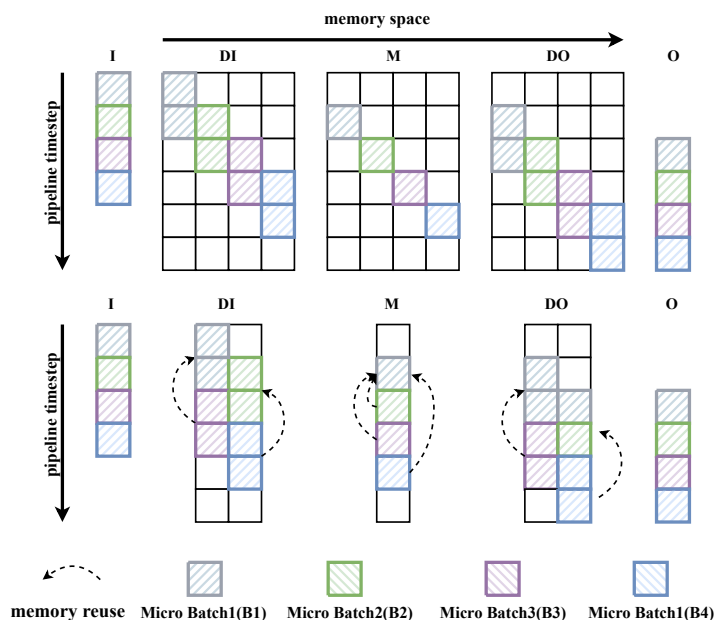 memory space
I DI M DO O
pipeline timestep
I DI M DO O
pipeline timestep
memory reuse Micro Batch1(B1) Micro Batch2(B2) Micro Batch3(B3) Micro Batch1(B4)